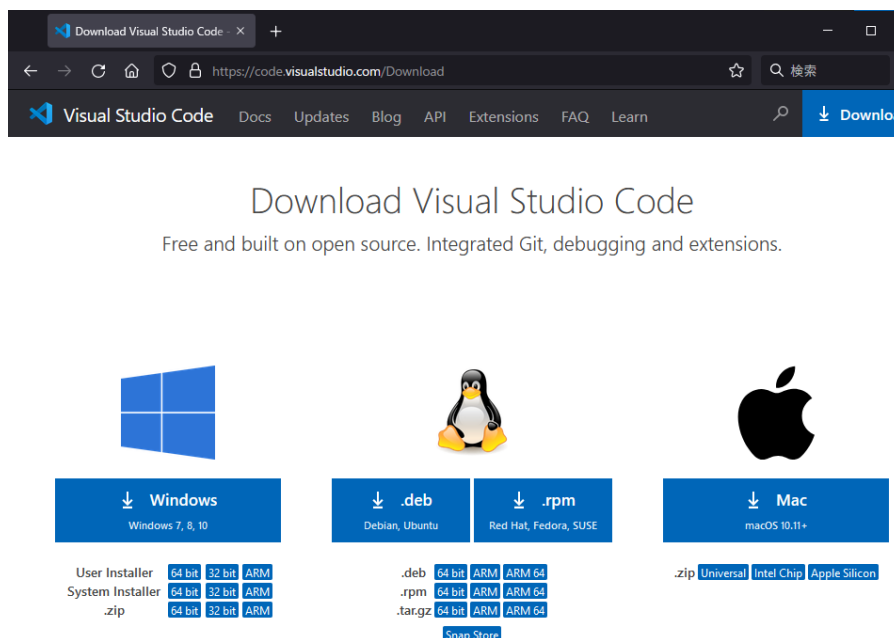 Download Visual Studio Code -
https://code.visualstudio.com/Download
検索
Visual Studio Code Docs Updates Blog API Extensions FAQ Learn
Download Visual Studio Code
Free and built on open source. Integrated Git, debugging and extensions.
Windows
Windows 7, 8, 10
.deb
Debian, Ubuntu
.rpm
Red Hat, Fedora, SUSE
Mac
macOS 10.11+
User Installer 64 bit 32 bit ARM
System Installer 64 bit 32 bit ARM
.zip 64 bit 32 bit ARM
.deb 64 bit ARM ARM 64
.rpm 64 bit ARM ARM 64
.tar.gz 64 bit ARM ARM 64
Snap Store
.zip Universal Intel Chip Apple Silicon